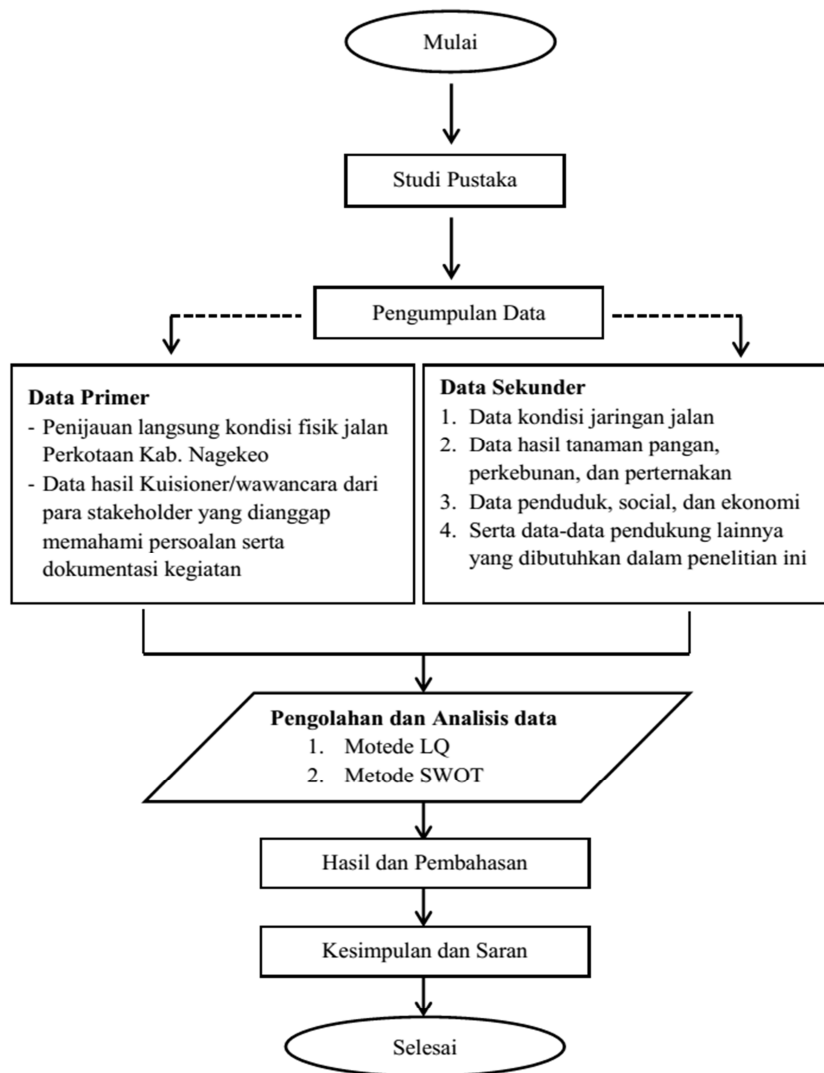 Mulai
Studi Pustaka
Pengumpulan Data
Data Primer
- Penijauan langsung kondisi fisik jalan
Perkotaan Kab. Nagekeo
- Data hasil Kuisioner/wawancara dari
para stakeholder yang dianggap
memahami persoalan serta
dokumentasi kegiatan
Data Sekunder
1. Data kondisi jaringan jalan
2. Data hasil tanaman pangan,
perkebunan, dan perternakan
3. Data penduduk, social, dan ekonomi
4. Serta data-data pendukung lainnya
yang dibutuhkan dalam penelitian ini
Pengolahan dan Analisis data
1. Motede LQ
2. Metode SWOT
Hasil dan Pembahasan
Kesimpulan dan Saran
Selesai